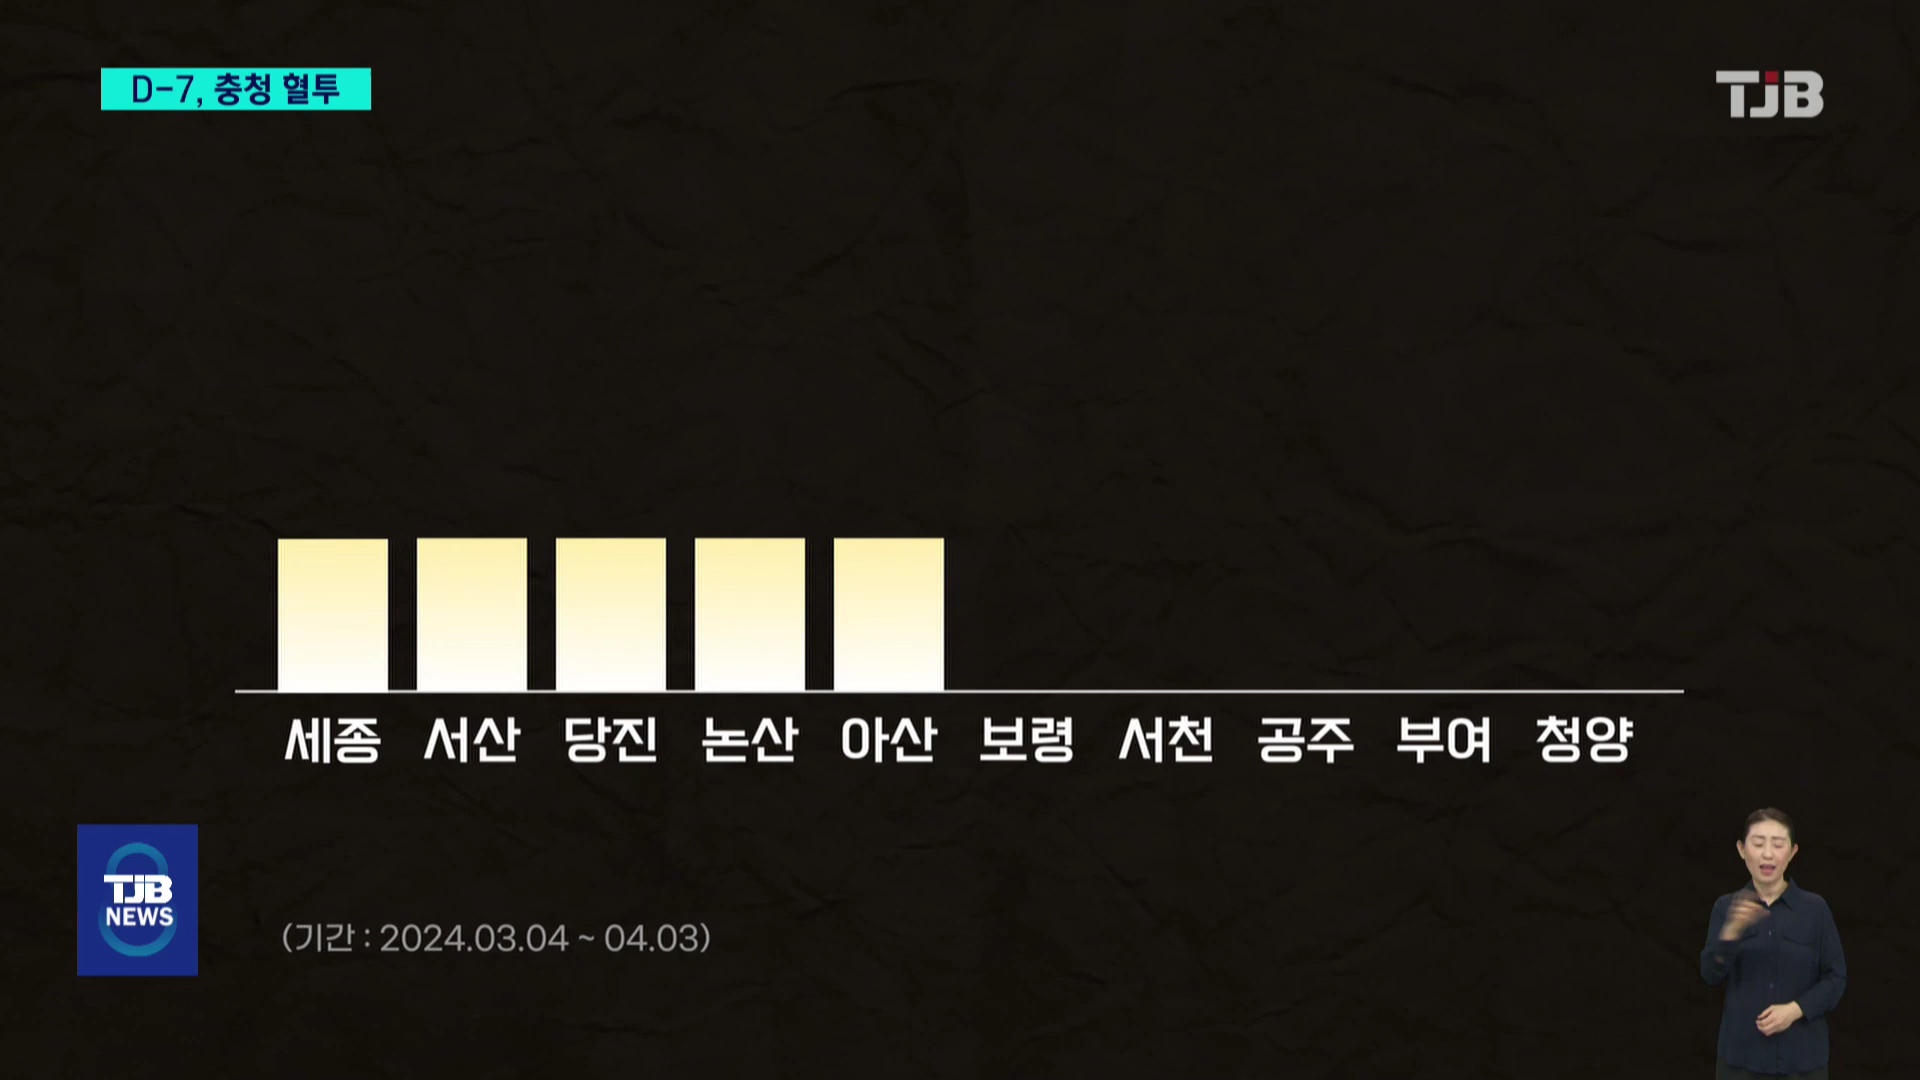 D-7, 충청 혈투
TJB
세종 서산 당진 논산 아산 보령 서천 공주 부여 청양
TJB
NEWS
(기간 : 2024.03.04 ~ 04.03)